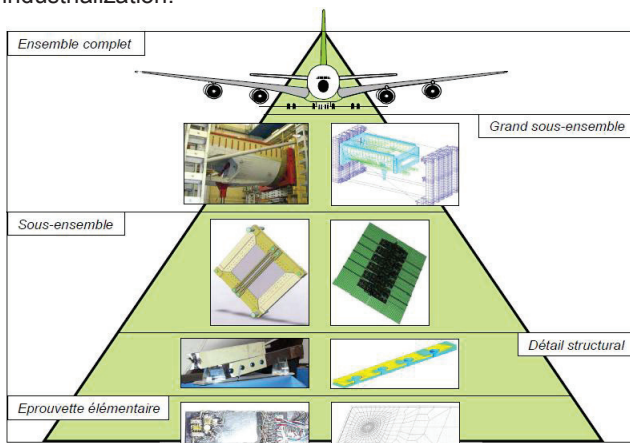 industrialization.
Ensemble complet
Grand sous-ensemble
Sous-ensemble
Détail structural
Eprouvette élémentaire